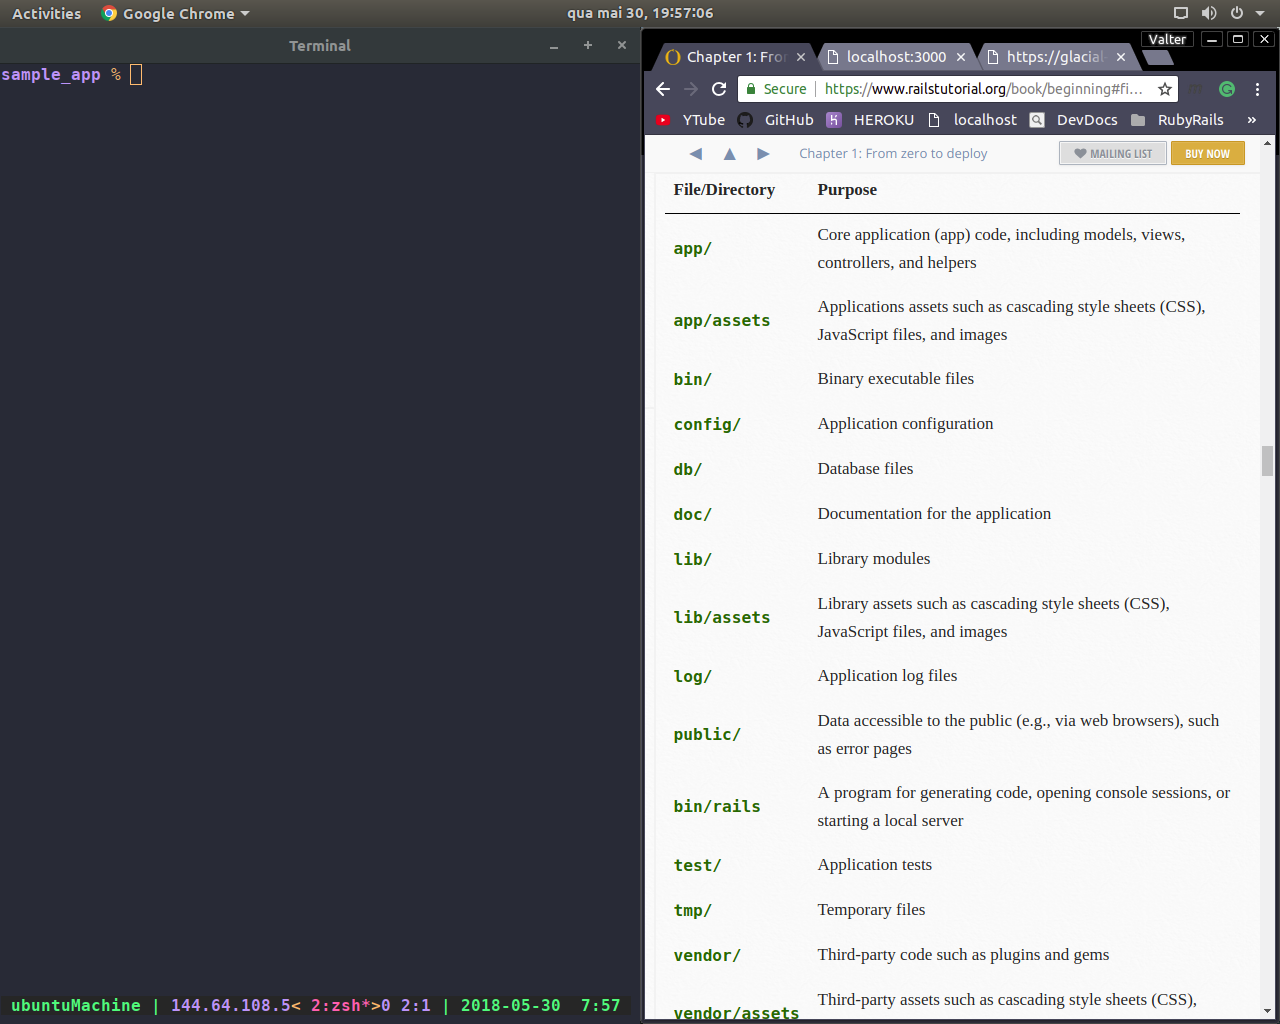 Activities Google Chrome qua mai 30, 19:57:06
Terminal
sample_app %
ubuntuMachine | 144.64.108.5< 2:zsh*>0 2:1 | 2018-05-30 7:57
Valter
Chapter 1: Fro localhost:3000 https://glacial
Secure https://www.railstutorial.org/book/beginning#fi...
YTube GitHub HEROKU localhost DevDocs RubyRails »
Chapter 1: From zero to deploy MAILING LIST BUY NOW
File/Directory Purpose
app/ Core application (app) code, including models, views,
controllers, and helpers
app/assets Applications assets such as cascading style sheets (CSS),
JavaScript files, and images
bin/ Binary executable files
config/ Application configuration
db/ Database files
doc/ Documentation for the application
lib/ Library modules
lib/assets Library assets such as cascading style sheets (CSS),
JavaScript files, and images
log/ Application log files
public/ Data accessible to the public (e.g., via web browsers), such
as error pages
bin/rails A program for generating code, opening console sessions, or
starting a local server
test/ Application tests
tmp/ Temporary files
vendor/ Third-party code such as plugins and gems
vendor/assets Third-party assets such as cascading style sheets (CSS),